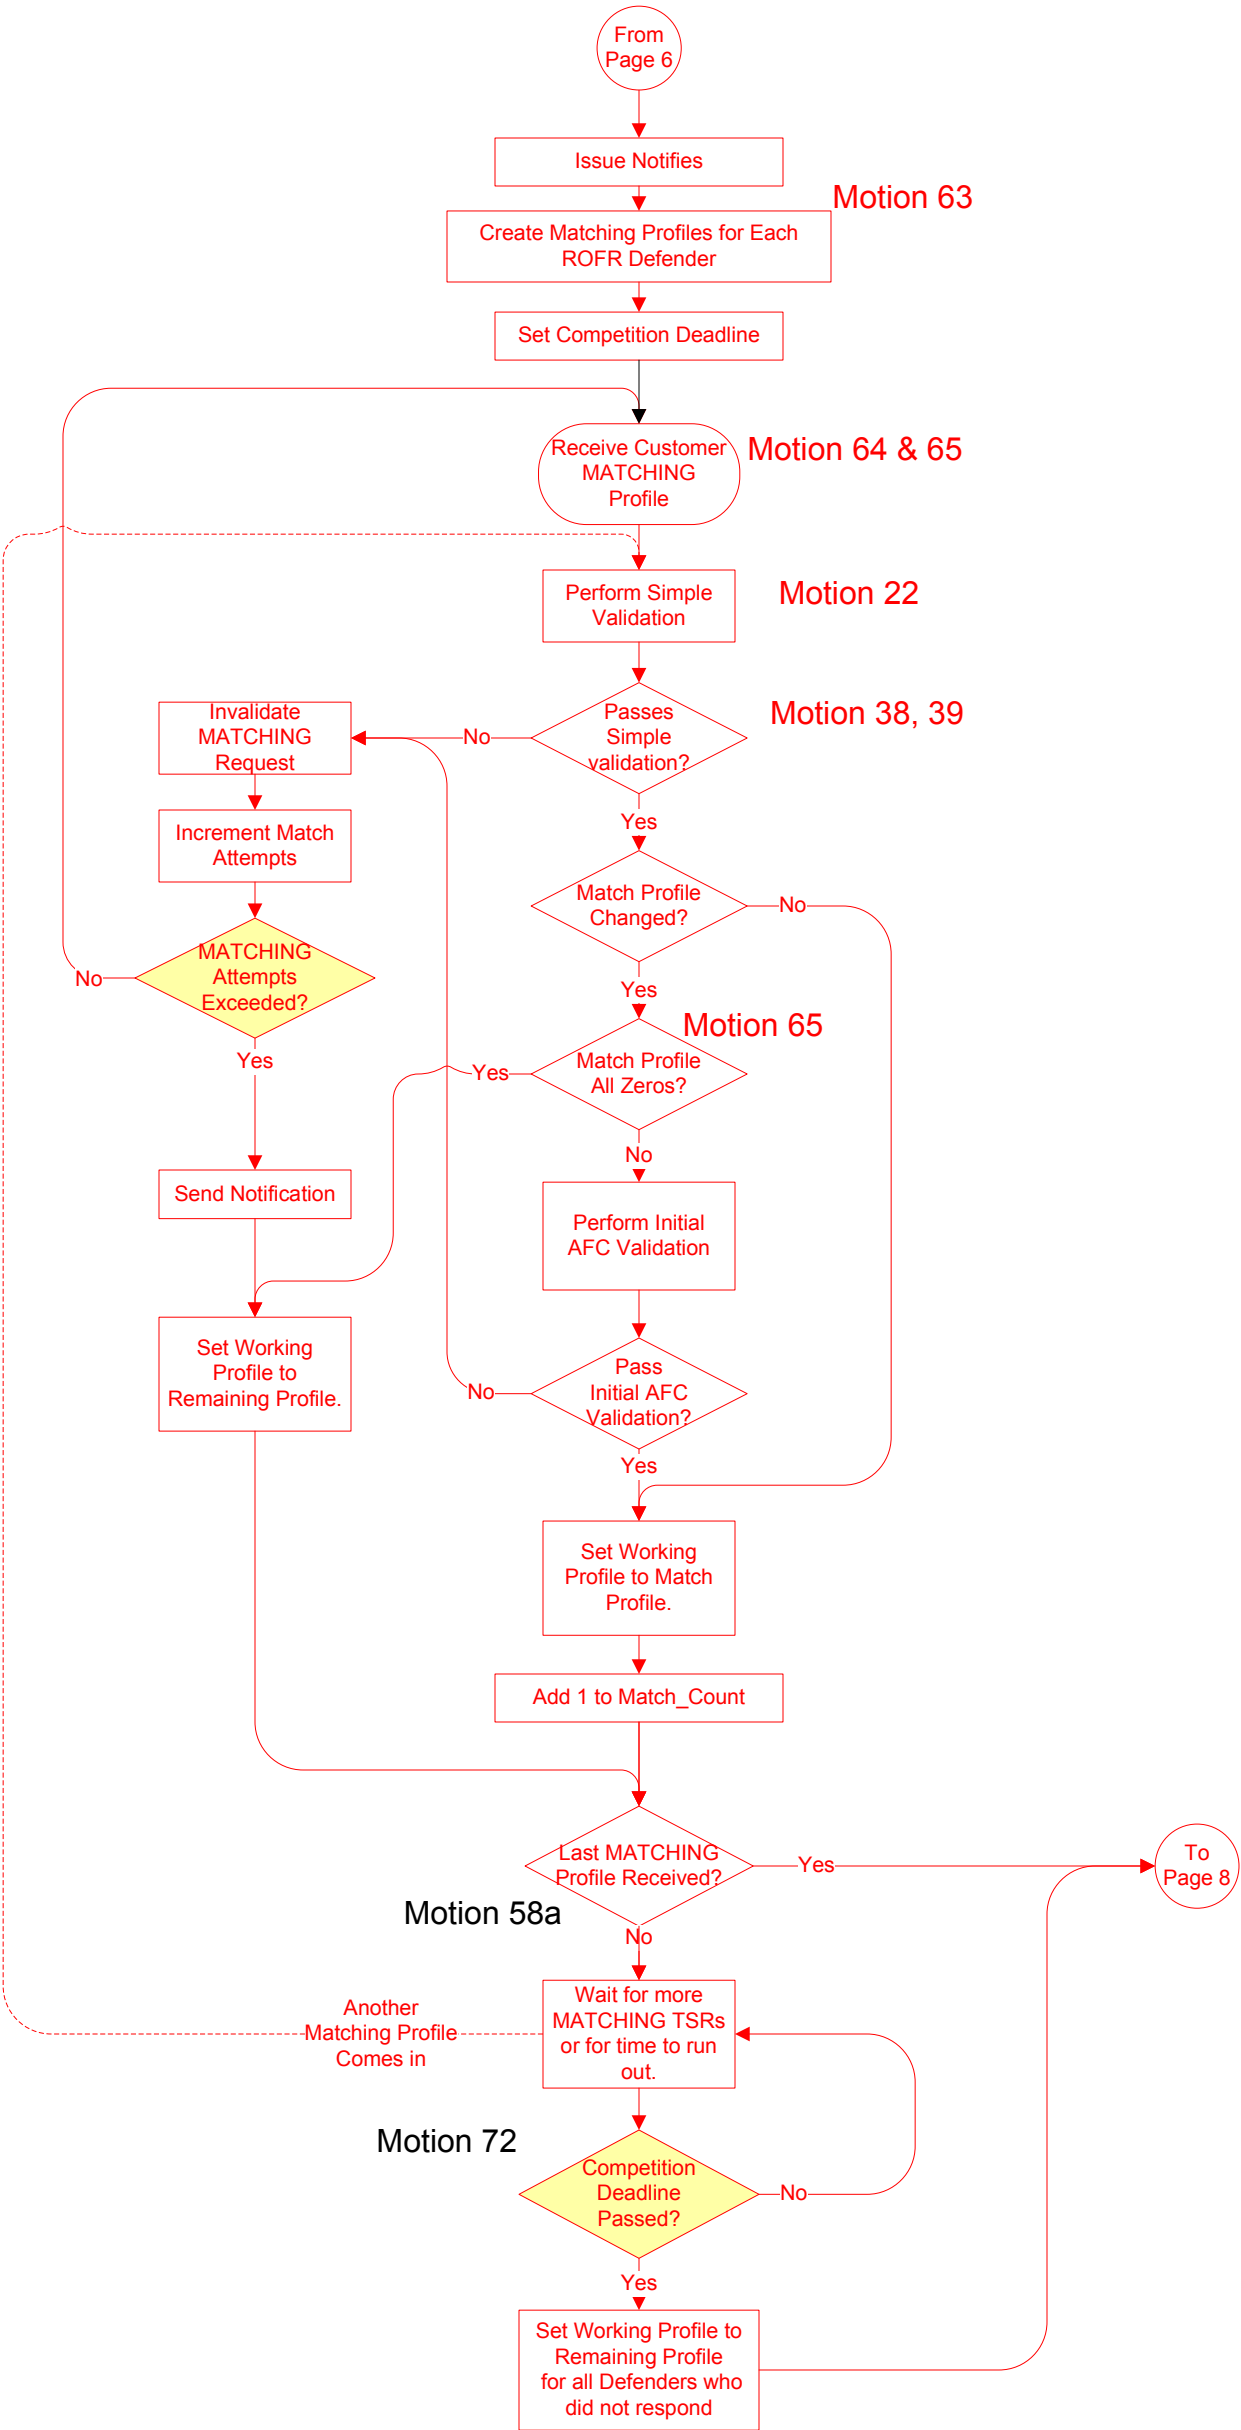 From
Page 6
Issue Notifies
Motion 63
Create Matching Profiles for Each
ROFR Defender
Set Competition Deadline
Receive Customer
MATCHING
Profile
Motion 64 & 65
Perform Simple
Validation
Motion 22
Passes
Simple
validation?
Motion 38, 39
No
Invalidate
MATCHING
Request
Yes
Increment Match
Attempts
Match Profile
Changed?
No
MATCHING
Attempts
Exceeded?
No
Yes
Motion 65
Yes
Match Profile
All Zeros?
Yes
No
Send Notification
Perform Initial
AFC Validation
Set Working
Profile to
Remaining Profile.
Pass
Initial AFC
Validation?
No
Yes
Set Working
Profile to Match
Profile.
Add 1 to Match_Count
Last MATCHING
Profile Received?
Yes
To
Page 8
Motion 58a
No
Wait for more
MATCHING TSRs
or for time to run
out.
Another
Matching Profile
Comes in
Motion 72
Competition
Deadline
Passed?
No
Yes
Set Working Profile to
Remaining Profile
for all Defenders who
did not respond